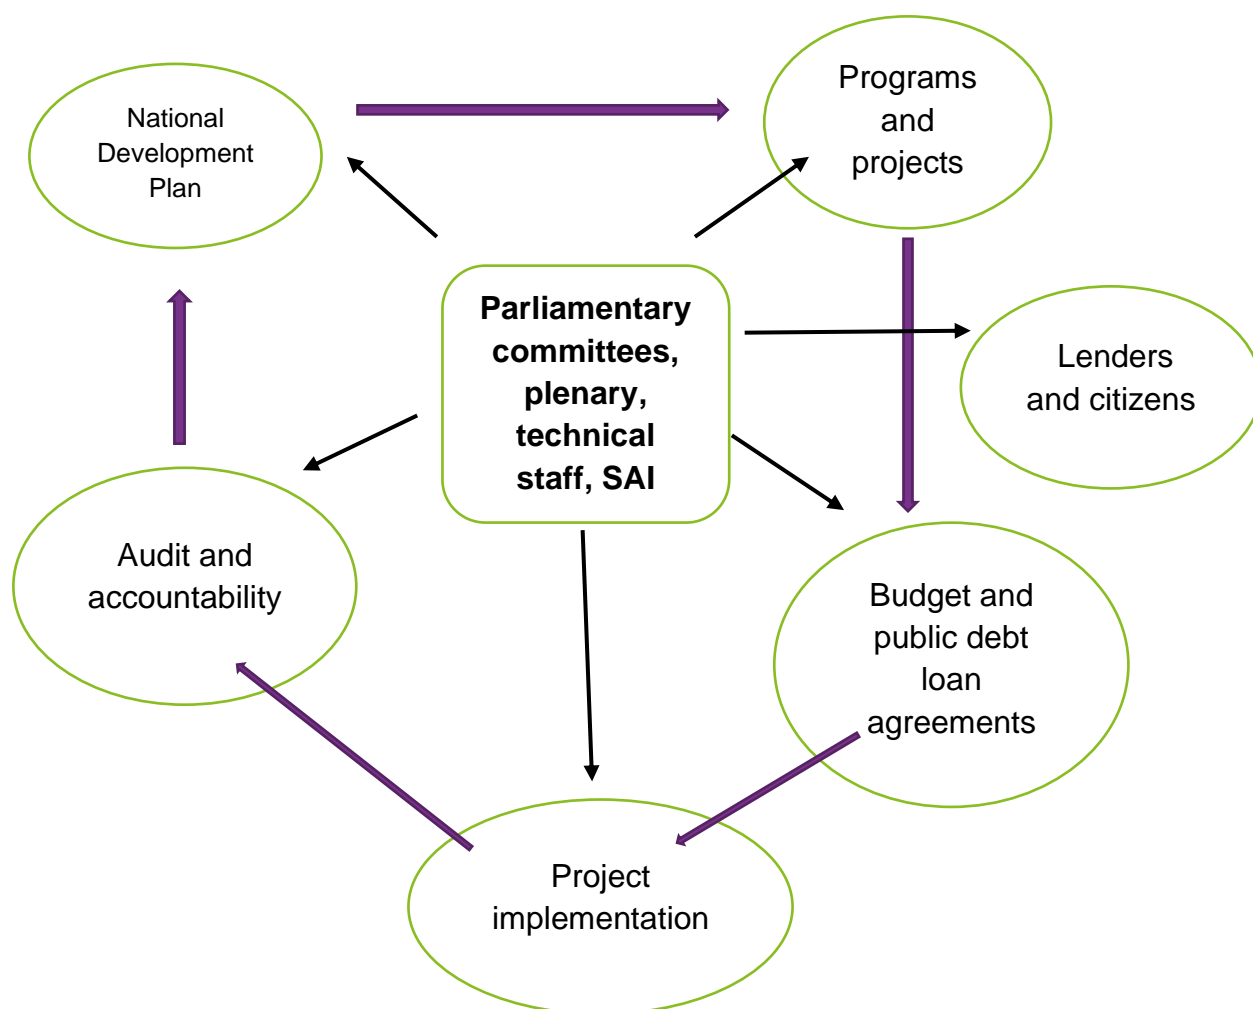 National
Development
Plan
Programs
and
projects
Parliamentary
committees,
plenary,
technical
staff, SAI
Lenders
and citizens
Audit and
accountability
Budget and
public debt
loan
agreements
Project
implementation